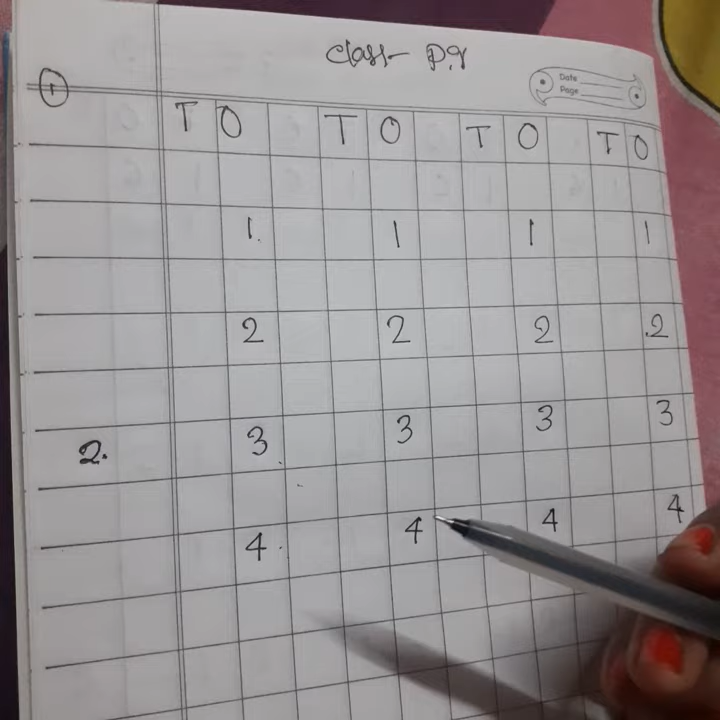 Class- P.g
Date
Page
1
T O T O T O T O
1. 1 1 1
2 2 2 .2
2. 3 3 3 3
4. 4 4 4